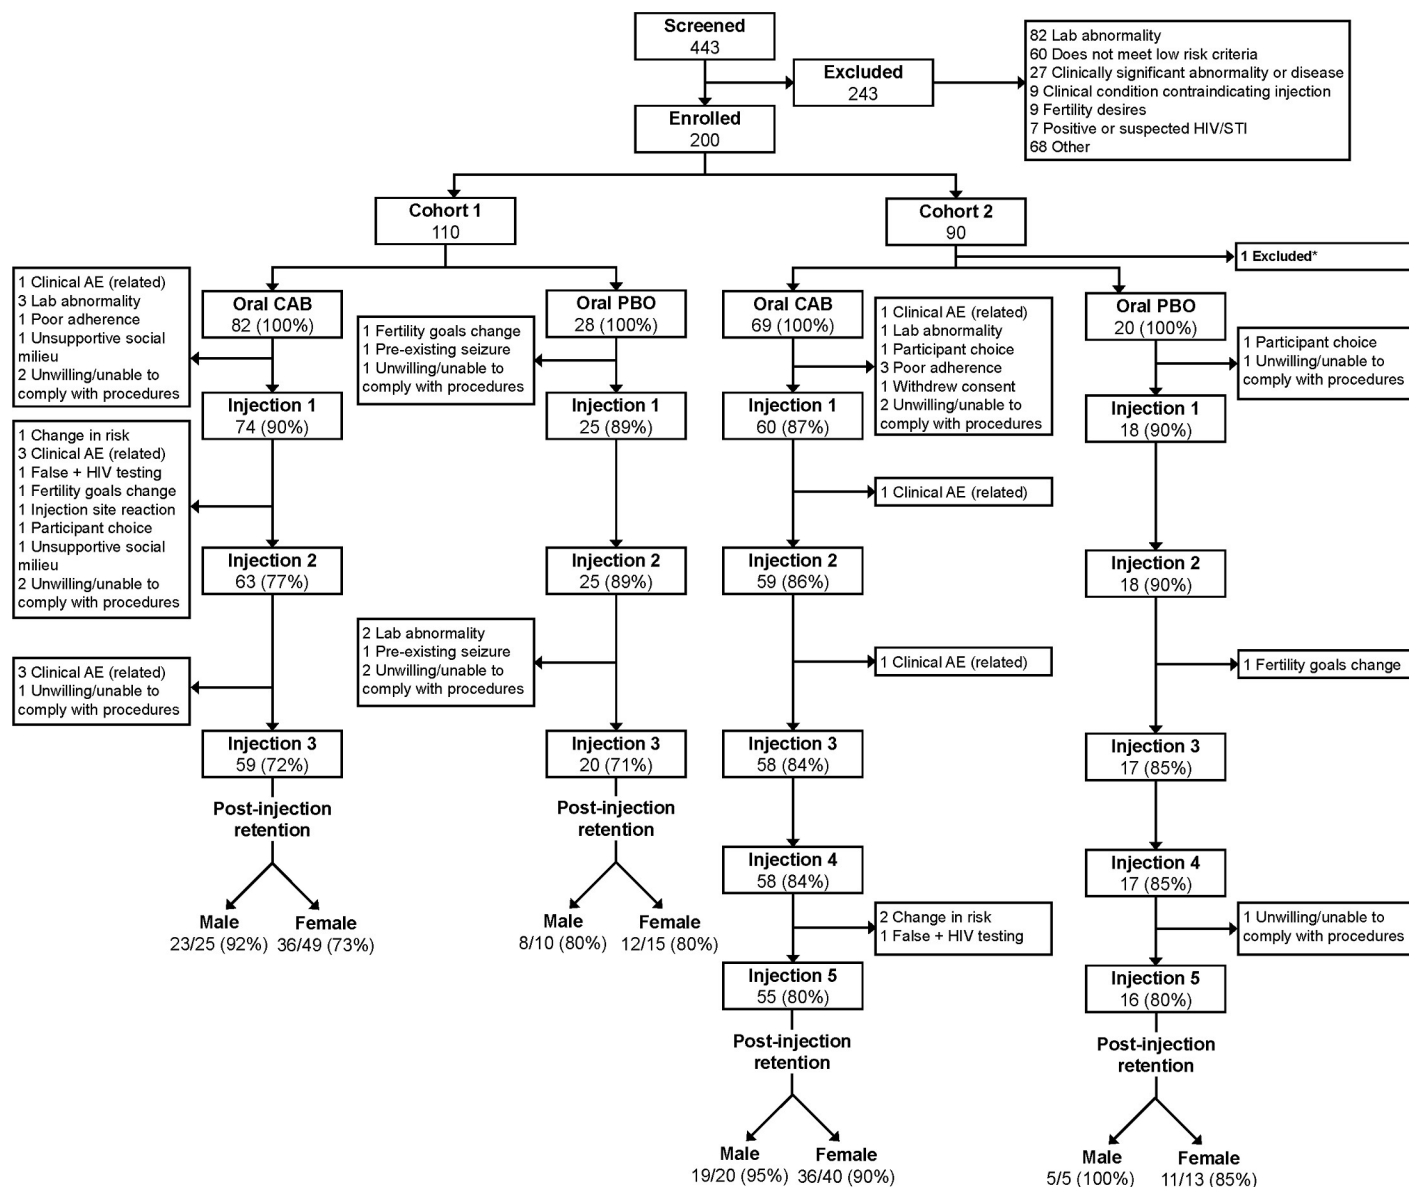 Screened
443
82 Lab abnormality
60 Does not meet low risk criteria
27 Clinically significant abnormality or disease
9 Clinical condition contraindicating injection
9 Fertility desires
7 Positive or suspected HIV/STI
68 Other
Excluded
243
Enrolled
200
Cohort 1
110
Cohort 2
90
1 Excluded*
1 Clinical AE (related)
3 Lab abnormality
1 Poor adherence
1 Unsupportive social
milieu
2 Unwilling/unable to
comply with procedures
Oral CAB
82 (100%)
Injection 1
74 (90%)
1 Change in risk
3 Clinical AE (related)
1 False + HIV testing
1 Fertility goals change
1 Injection site reaction
1 Participant choice
1 Unsupportive social
milieu
2 Unwilling/unable to
comply with procedures
Injection 2
63 (77%)
3 Clinical AE (related)
1 Unwilling/unable to
comply with procedures
Injection 3
59 (72%)
Post-injection
retention
Male
23/25 (92%)
Female
36/49 (73%)
Oral PBO
28 (100%)
1 Fertility goals change
1 Pre-existing seizure
1 Unwilling/unable to
comply with procedures
Injection 1
25 (89%)
Injection 2
25 (89%)
2 Lab abnormality
1 Pre-existing seizure
2 Unwilling/unable to
comply with procedures
Injection 3
20 (71%)
Post-injection
retention
Male
8/10 (80%)
Female
12/15 (80%)
Oral CAB
69 (100%)
1 Clinical AE (related)
1 Lab abnormality
1 Participant choice
3 Poor adherence
1 Withdrew consent
2 Unwilling/unable to
comply with procedures
Injection 1
60 (87%)
1 Clinical AE (related)
Injection 2
59 (86%)
1 Clinical AE (related)
Injection 3
58 (84%)
Injection 4
58 (84%)
2 Change in risk
1 False + HIV testing
Injection 5
55 (80%)
Post-injection
retention
Male
19/20 (95%)
Female
36/40 (90%)
Oral PBO
20 (100%)
1 Participant choice
1 Unwilling/unable to
comply with procedures
Injection 1
18 (90%)
Injection 2
18 (90%)
1 Fertility goals change
Injection 3
17 (85%)
Injection 4
17 (85%)
1 Unwilling/unable to
comply with procedures
Injection 5
16 (80%)
Post-injection
retention
Male
5/5 (100%)
Female
11/13 (85%)